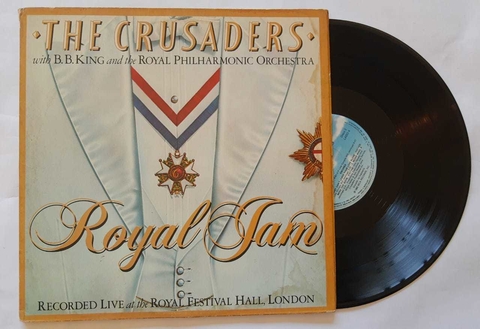 · THE CRUSADERS ·
with B.B. KING and the ROYAL PHILHARMONIC ORCHESTRA
Royal Jam
RECORDED LIVE at the ROYAL FESTIVAL HALL, LONDON